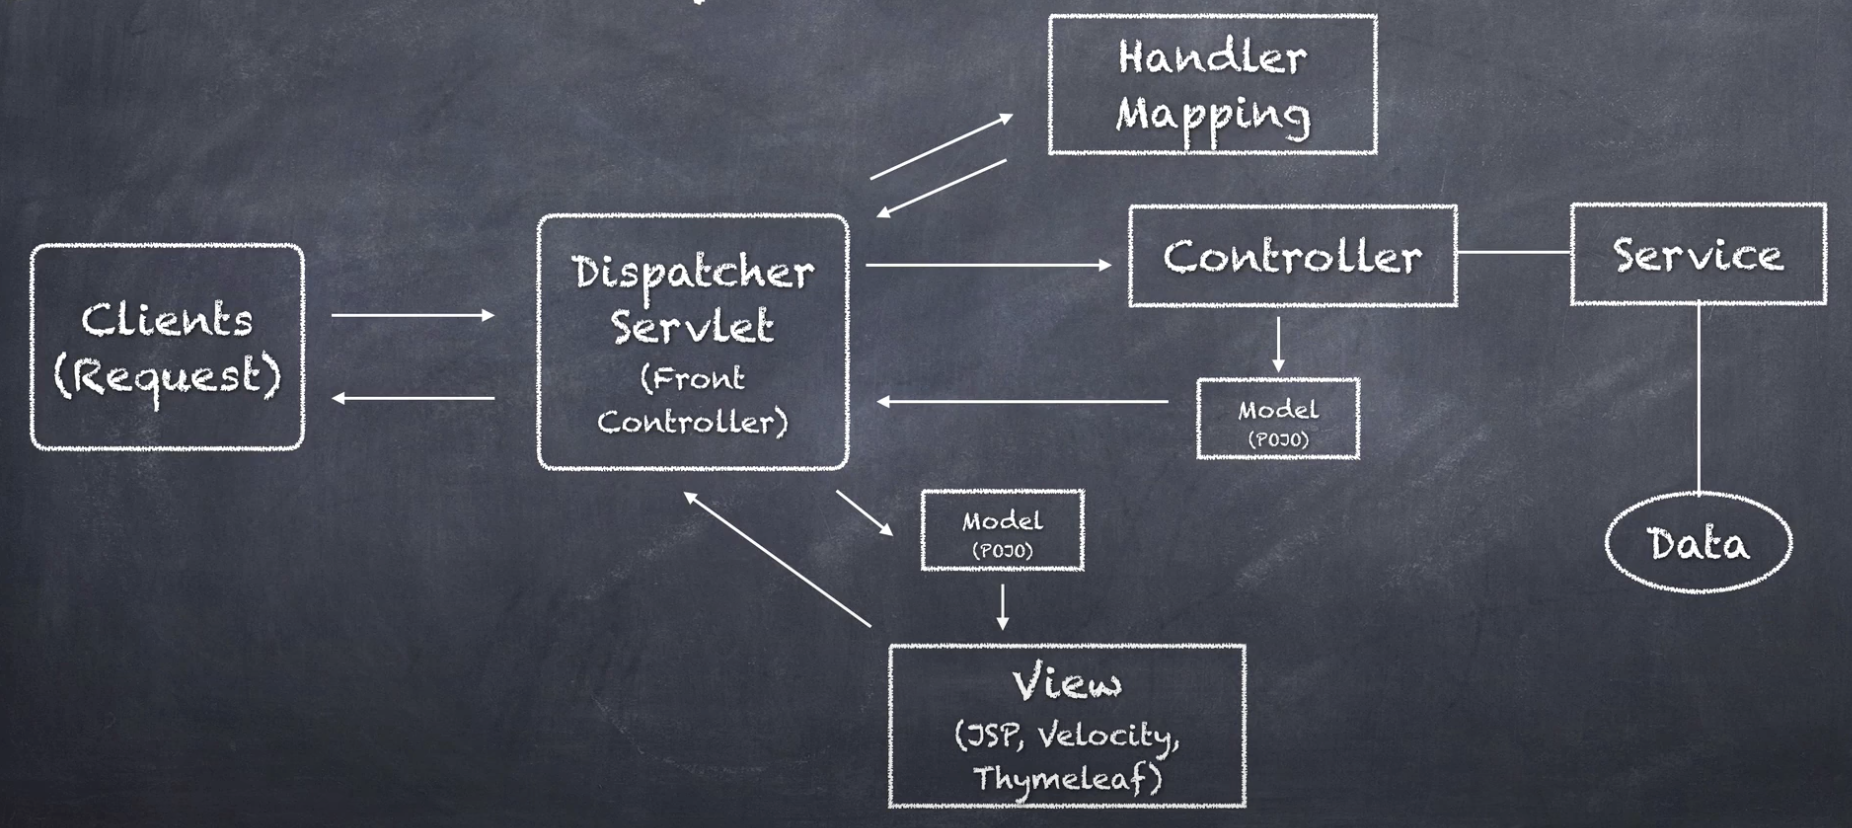 Handler
Mapping
Clients
(Request)
Dispatcher
Servlet
(Front
Controller)
Controller
Service
Model
(POJO)
Model
(POJO)
Data
View
(JSP, Velocity,
Thymeleaf)